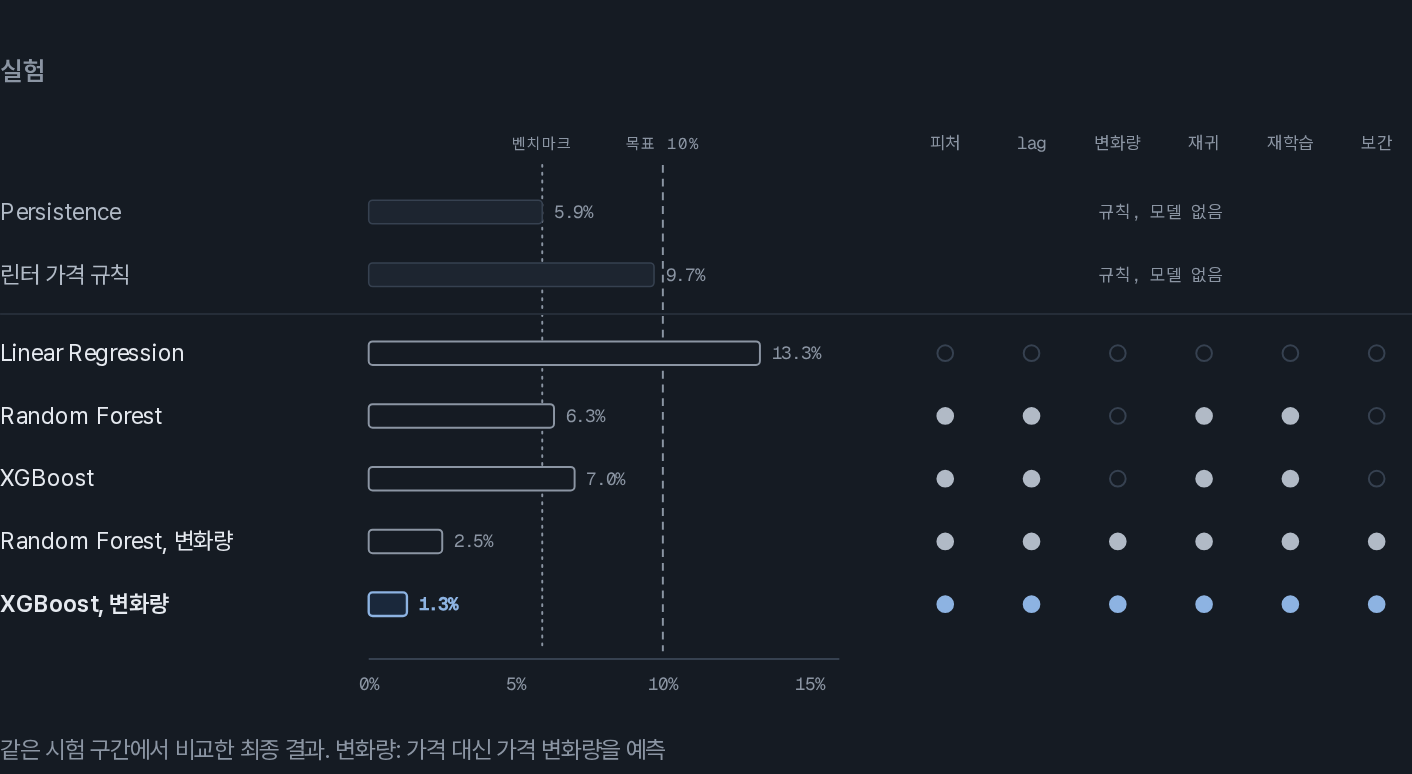 실험
벤치마크 목표 10% 피처 lag 변화량 재귀 재학습 보간
Persistence 5.9% 규칙, 모델 없음
린터 가격 규칙 9.7% 규칙, 모델 없음
Linear Regression 13.3%
Random Forest 6.3%
XGBoost 7.0%
Random Forest, 변화량 2.5%
XGBoost, 변화량 1.3%
0% 5% 10% 15%
같은 시험 구간에서 비교한 최종 결과. 변화량: 가격 대신 가격 변화량을 예측